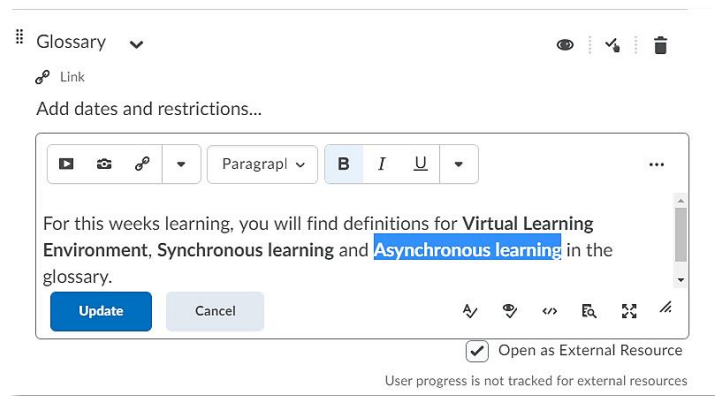 Glossary
Link
Add dates and restrictions...
Paragrapl
B I U
For this weeks learning, you will find definitions for Virtual Learning
Environment, Synchronous learning and Asynchronous learning in the
glossary.
Update Cancel
Open as External Resource
User progress is not tracked for external resources